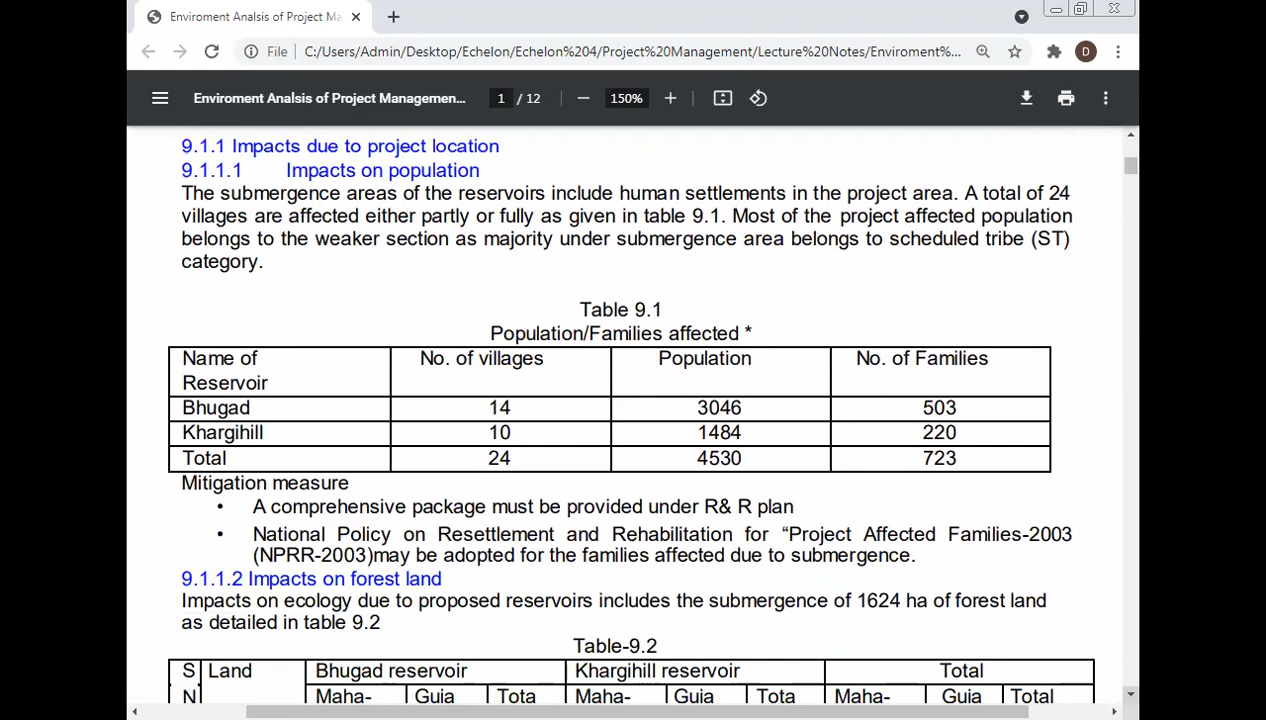 Enviroment Analsis of Project Ma
File C:/Users/Admin/Desktop/Echelon/Echelon%204/Project%20Management/Lecture%20Notes/Enviroment%... D
Enviroment Analsis of Project Managemen... 1 / 12 150%
9.1.1 Impacts due to project location
9.1.1.1 Impacts on population
The submergence areas of the reservoirs include human settlements in the project area. A total of 24
villages are affected either partly or fully as given in table 9.1. Most of the project affected population
belongs to the weaker section as majority under submergence area belongs to scheduled tribe (ST)
category.
Table 9.1
Population/Families affected *
Name of No. of villages Population No. of Families
Reservoir
Bhugad 14 3046 503
Khargihill 10 1484 220
Total 24 4530 723
Mitigation measure
• A comprehensive package must be provided under R& R plan
• National Policy on Resettlement and Rehabilitation for “Project Affected Families-2003
(NPRR-2003)may be adopted for the families affected due to submergence.
9.1.1.2 Impacts on forest land
Impacts on ecology due to proposed reservoirs includes the submergence of 1624 ha of forest land
as detailed in table 9.2
Table-9.2
S Land Bhugad reservoir Khargihill reservoir Total
N Maha- Guja Tota Maha- Guja Tota Maha- Guja Total